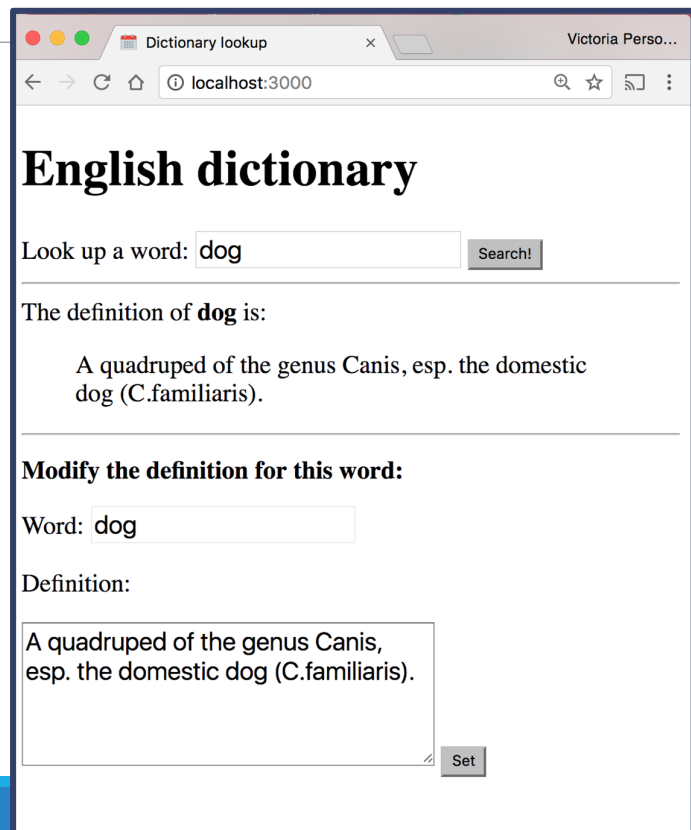 Dictionary lookup
Victoria Perso...
localhost:3000
English dictionary
Look up a word: dog Search!
The definition of dog is:
A quadruped of the genus Canis, esp. the domestic
dog (C.familiaris).
Modify the definition for this word:
Word: dog
Definition:
A quadruped of the genus Canis,
esp. the domestic dog (C.familiaris).
Set